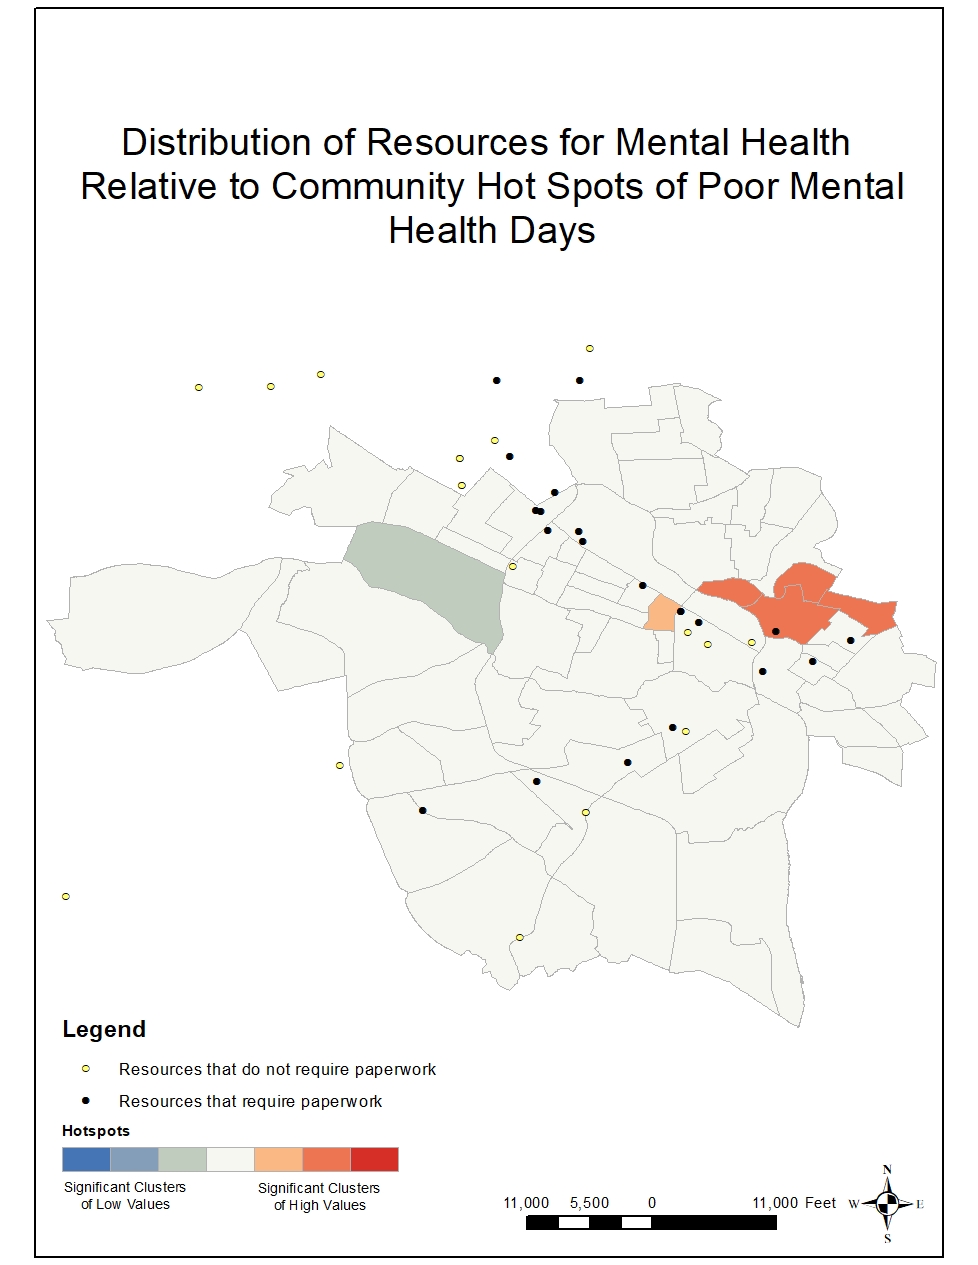 Distribution of Resources for Mental Health
Relative to Community Hot Spots of Poor Mental
Health Days
Legend
Resources that do not require paperwork
Resources that require paperwork
Hotspots
Significant Clusters
of Low Values
Significant Clusters
of High Values
11,000 5,500 0 11,000 Feet
N
W E
S